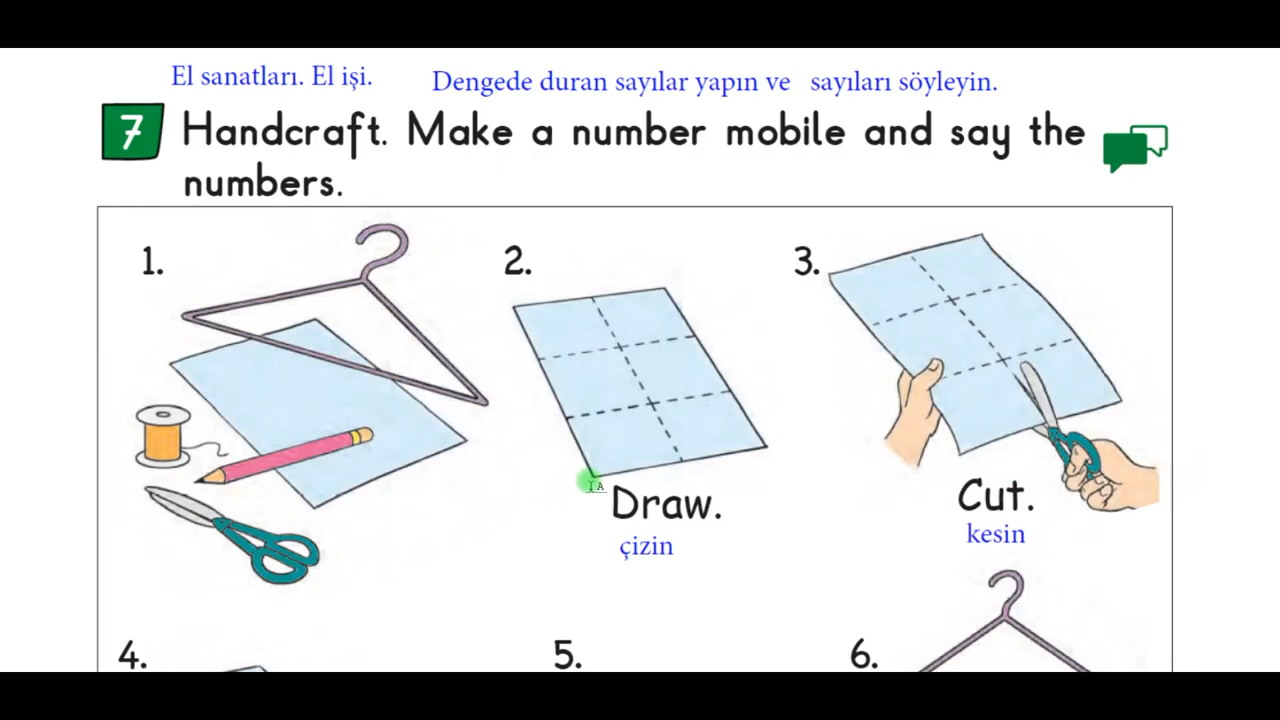 El sanatları. El işi.
Dengede duran sayılar yapın ve sayıları söyleyin.
7 Handcraft. Make a number mobile and say the
numbers.
1.
2.
3.
Draw.
çizin
Cut.
kesin
4.
5.
6.